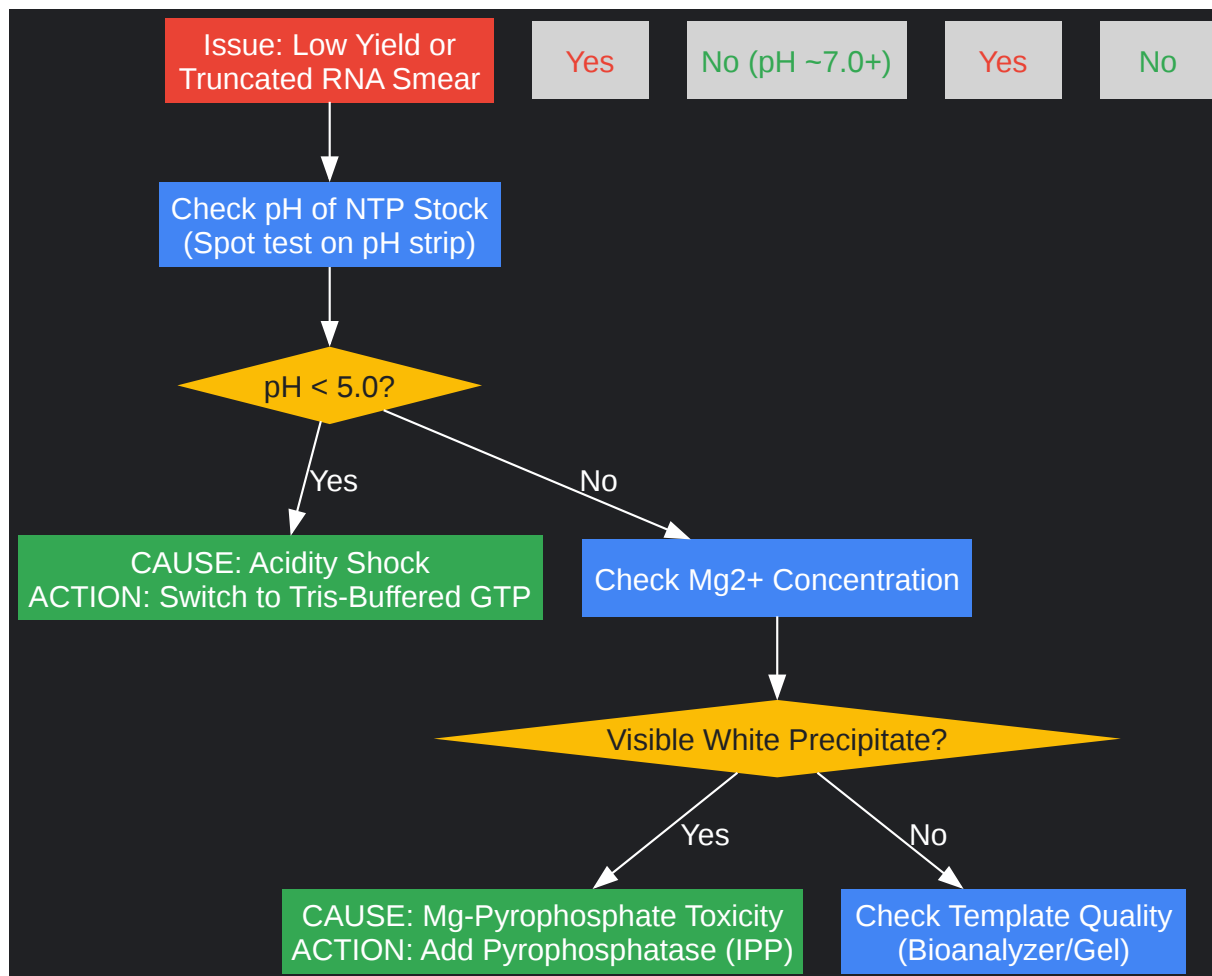 Issue: Low Yield or
Truncated RNA Smear
Yes
No (pH ~7.0+)
Yes
No
Check pH of NTP Stock
(Spot test on pH strip)
pH < 5.0?
Yes
No
CAUSE: Acidity Shock
ACTION: Switch to Tris-Buffered GTP
Check Mg2+ Concentration
Visible White Precipitate?
Yes
No
CAUSE: Mg-Pyrophosphate Toxicity
ACTION: Add Pyrophosphatase (IPP)
Check Template Quality
(Bioanalyzer/Gel)